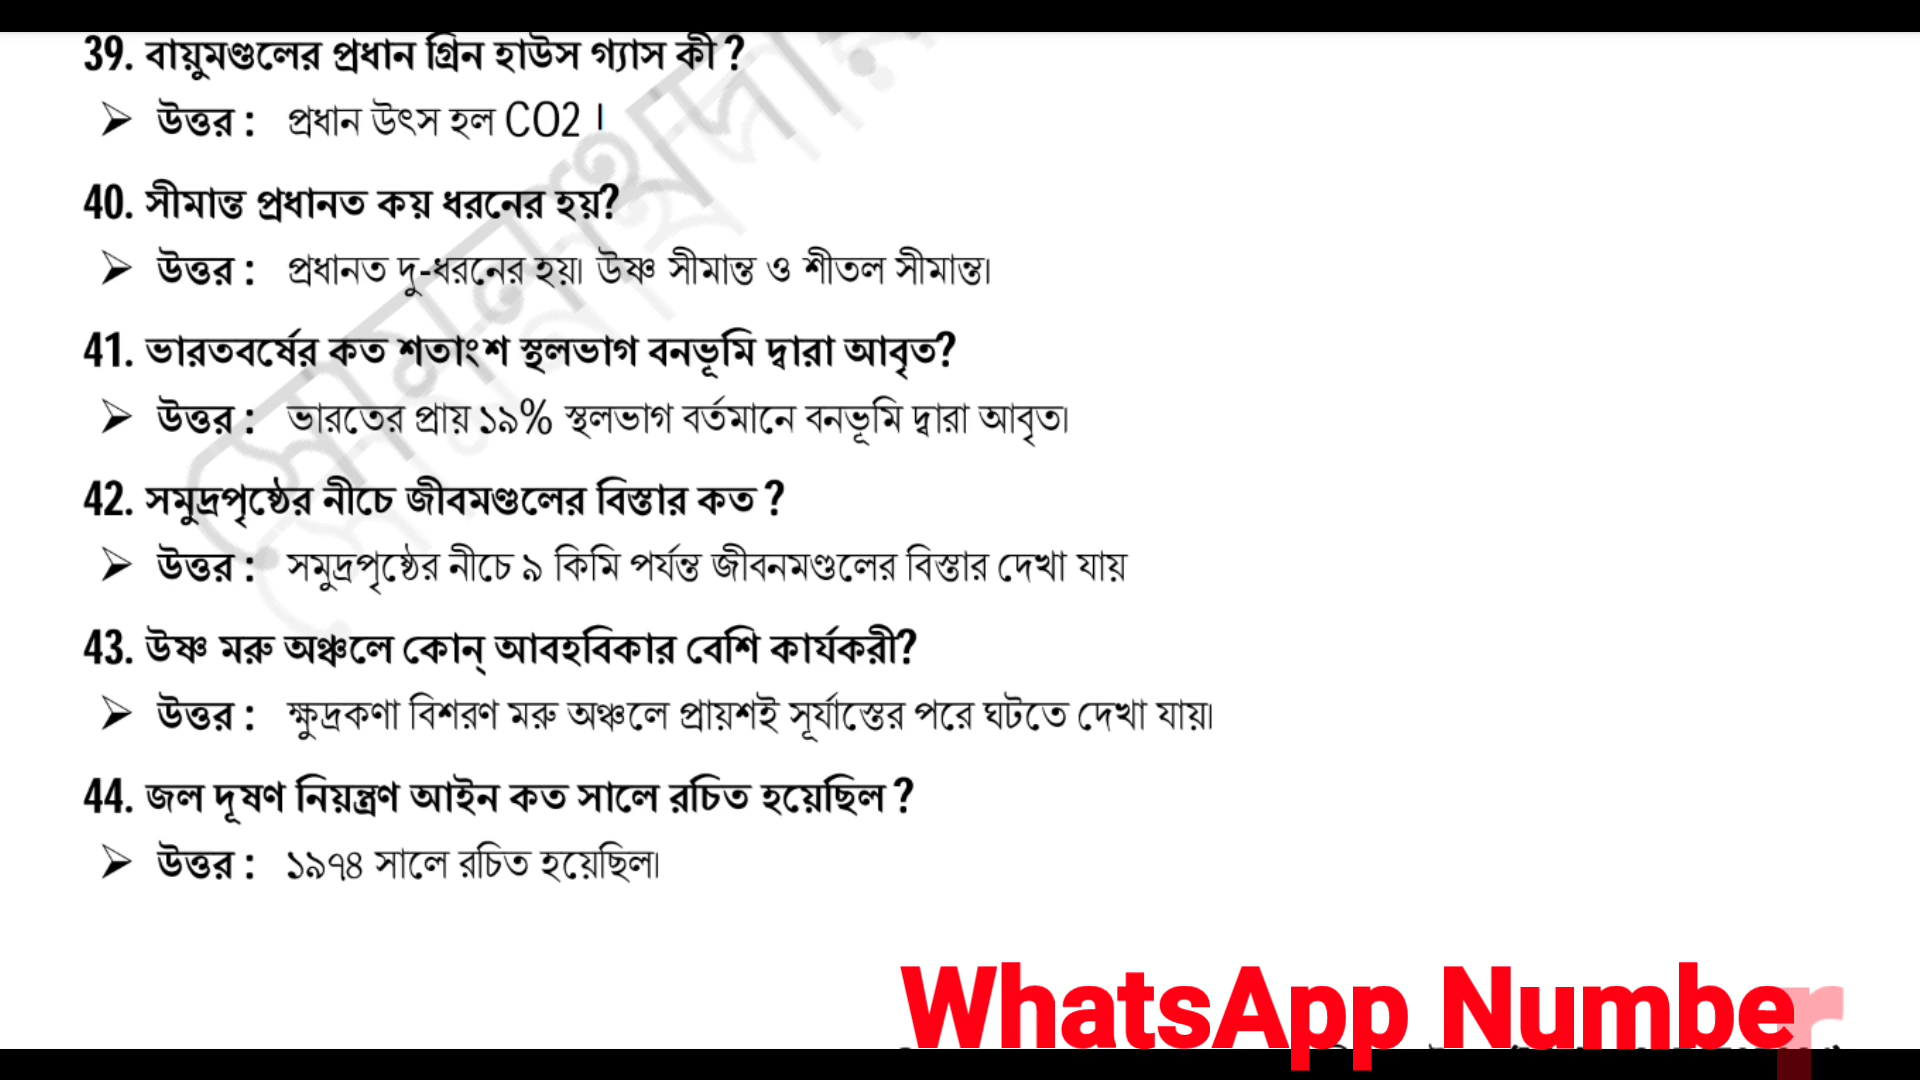 39. বায়ুমণ্ডলের প্রধান গ্রিন হাউস গ্যাস কী ?
➢ উত্তর : প্রধান উৎস হল CO2 ।
40. সীমান্ত প্রধানত কয় ধরনের হয়?
➢ উত্তর : প্রধানত দু-ধরনের হয়। উষ্ণ সীমান্ত ও শীতল সীমান্ত।
41. ভারতবর্ষের কত শতাংশ স্থলভাগ বনভূমি দ্বারা আবৃত?
➢ উত্তর : ভারতের প্রায় ১৯% স্থলভাগ বর্তমানে বনভূমি দ্বারা আবৃত।
42. সমুদ্রপৃষ্ঠের নীচে জীবমণ্ডলের বিস্তার কত ?
➢ উত্তর : সমুদ্রপৃষ্ঠের নীচে ৯ কিমি পর্যন্ত জীবনমণ্ডলের বিস্তার দেখা যায়
43. উষ্ণ মরু অঞ্চলে কোন্ আবহবিকার বেশি কার্যকরী?
➢ উত্তর : ক্ষুদ্রকণা বিশরণ মরু অঞ্চলে প্রায়শই সূর্যাস্তের পরে ঘটতে দেখা যায়।
44. জল দূষণ নিয়ন্ত্রণ আইন কত সালে রচিত হয়েছিল ?
➢ উত্তর : ১৯৭৪ সালে রচিত হয়েছিল।
WhatsApp Number